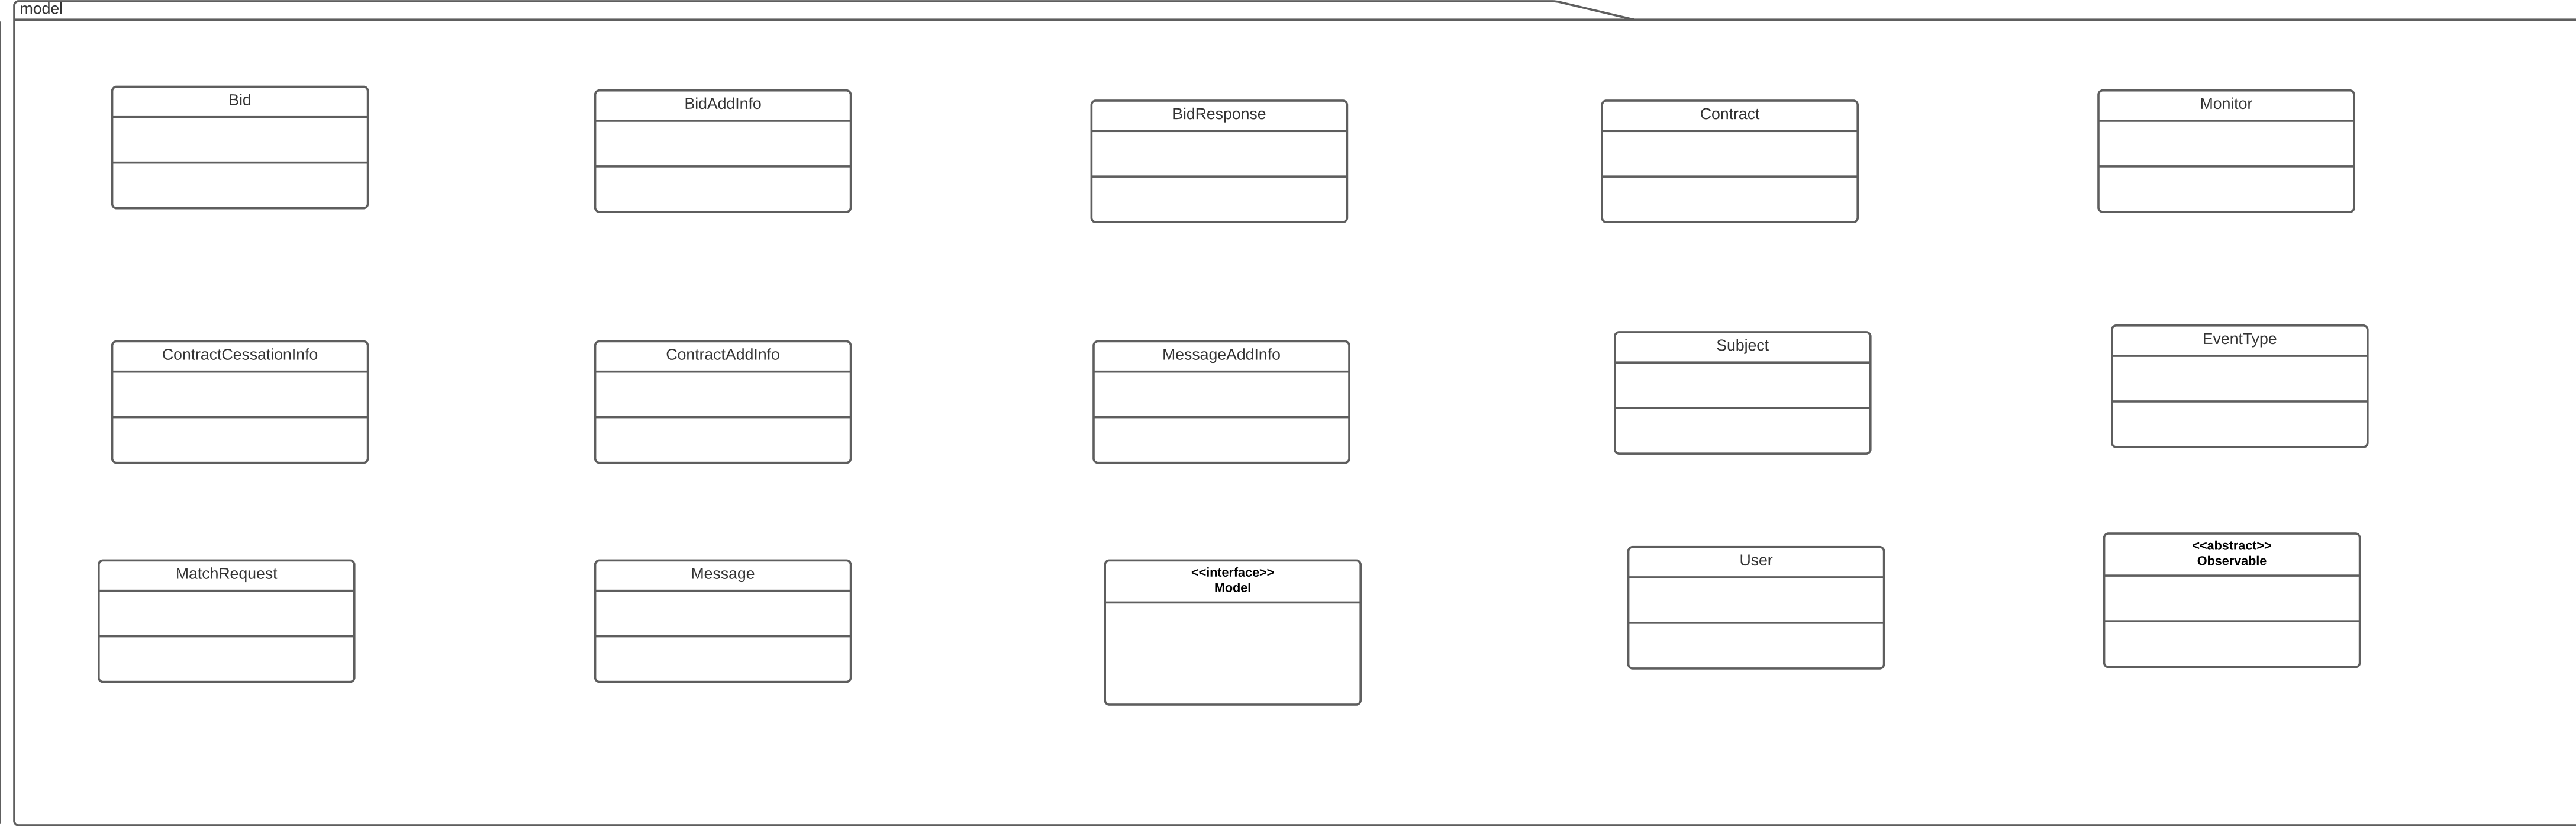 model
Bid
BidAddInfo
BidResponse
Contract
Monitor
ContractCessationInfo
ContractAddInfo
MessageAddInfo
Subject
EventType
MatchRequest
Message
<<interface>>
Model
User
<<abstract>>
Observable